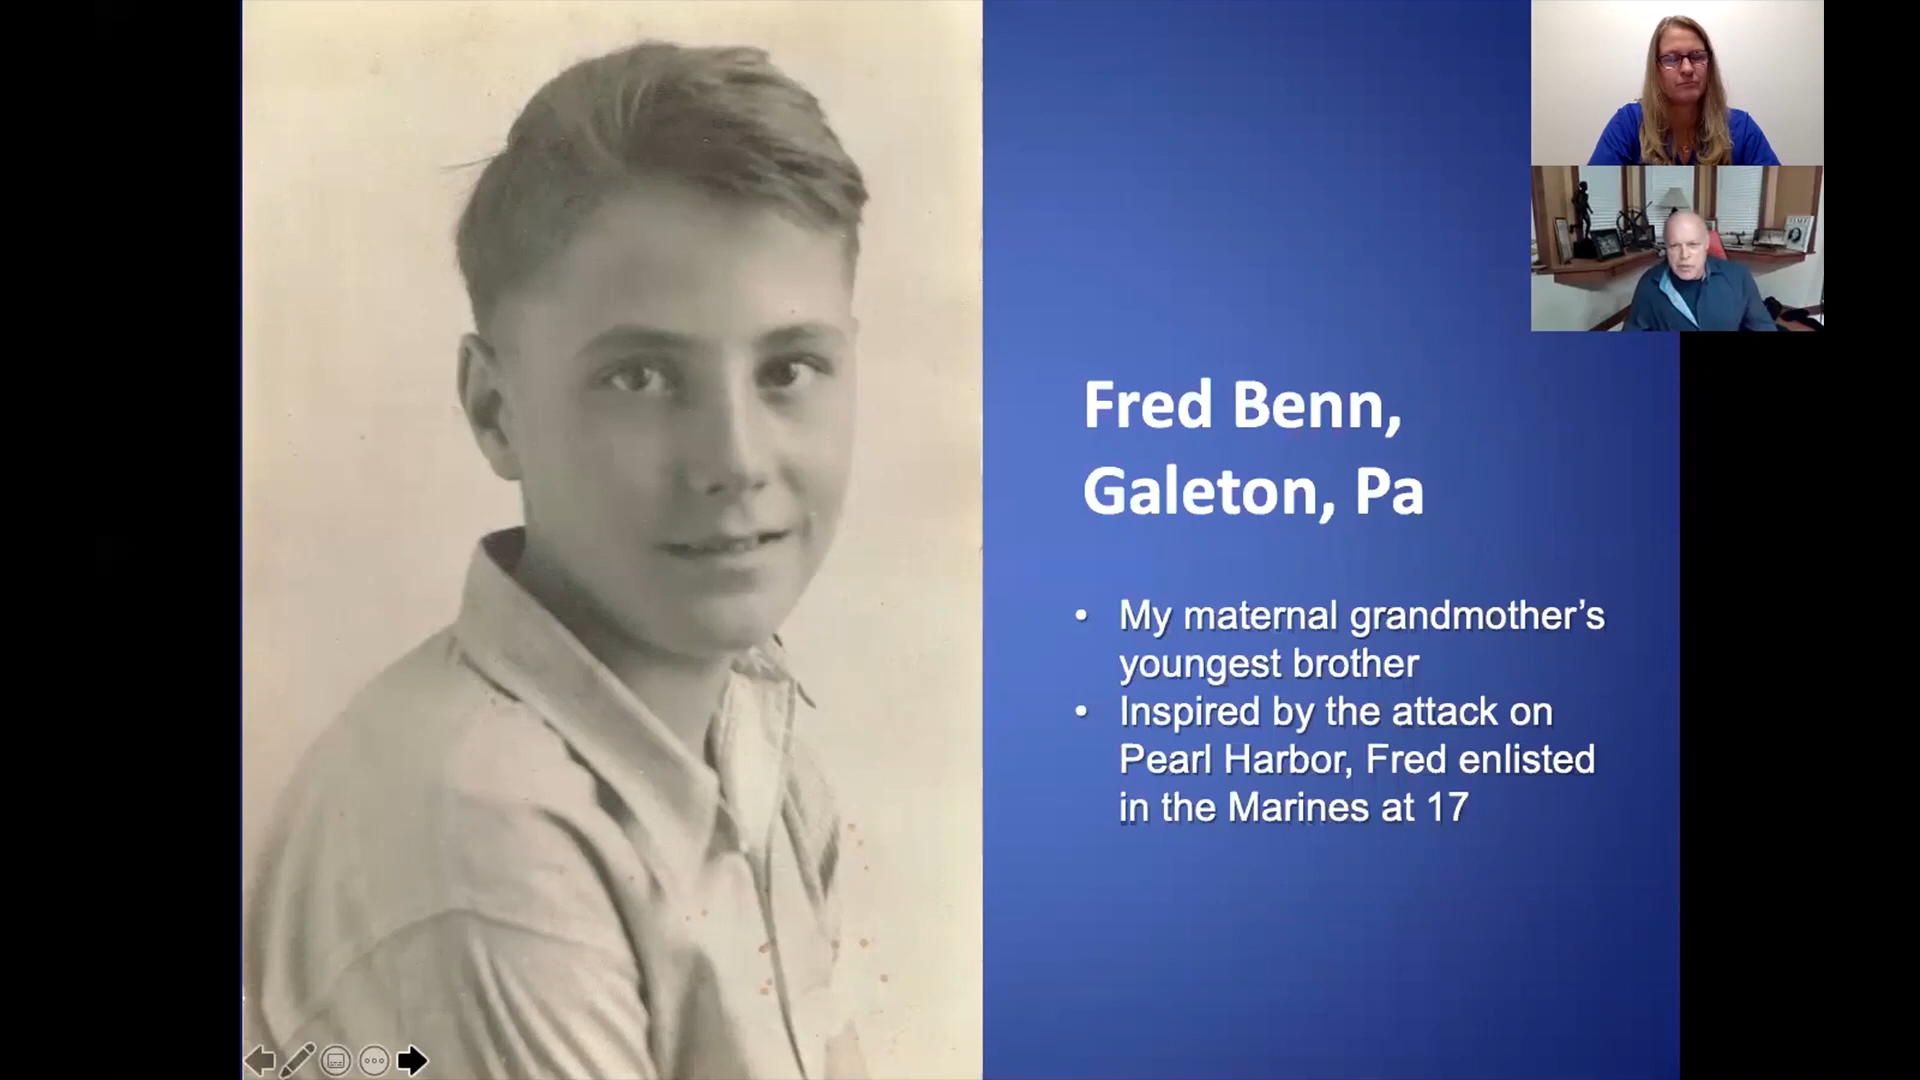 Fred Benn,
Galeton, Pa
• My maternal grandmother’s
youngest brother
• Inspired by the attack on
Pearl Harbor, Fred enlisted
in the Marines at 17